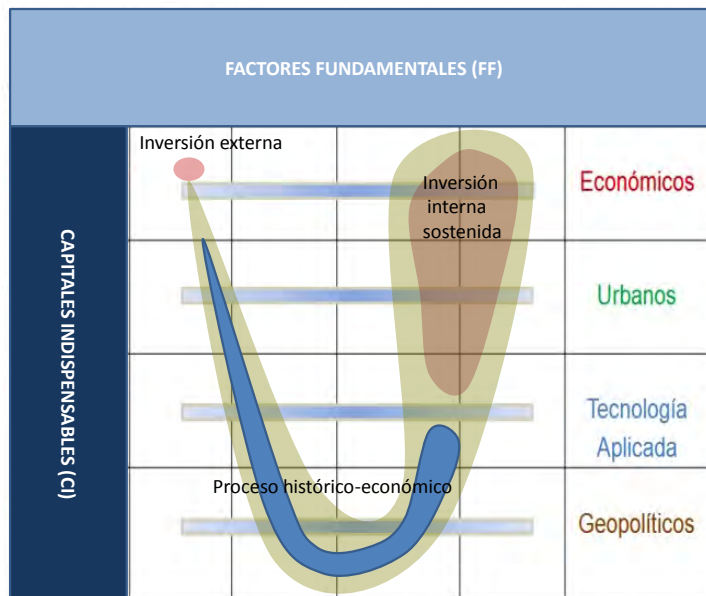 FACTORES FUNDAMENTALES (FF)
CAPITALES INDISPENSABLES (CI)
Inversión externa
Inversión
interna
sostenida
Económicos
Urbanos
Tecnología
Aplicada
Proceso histórico-económico
Geopolíticos